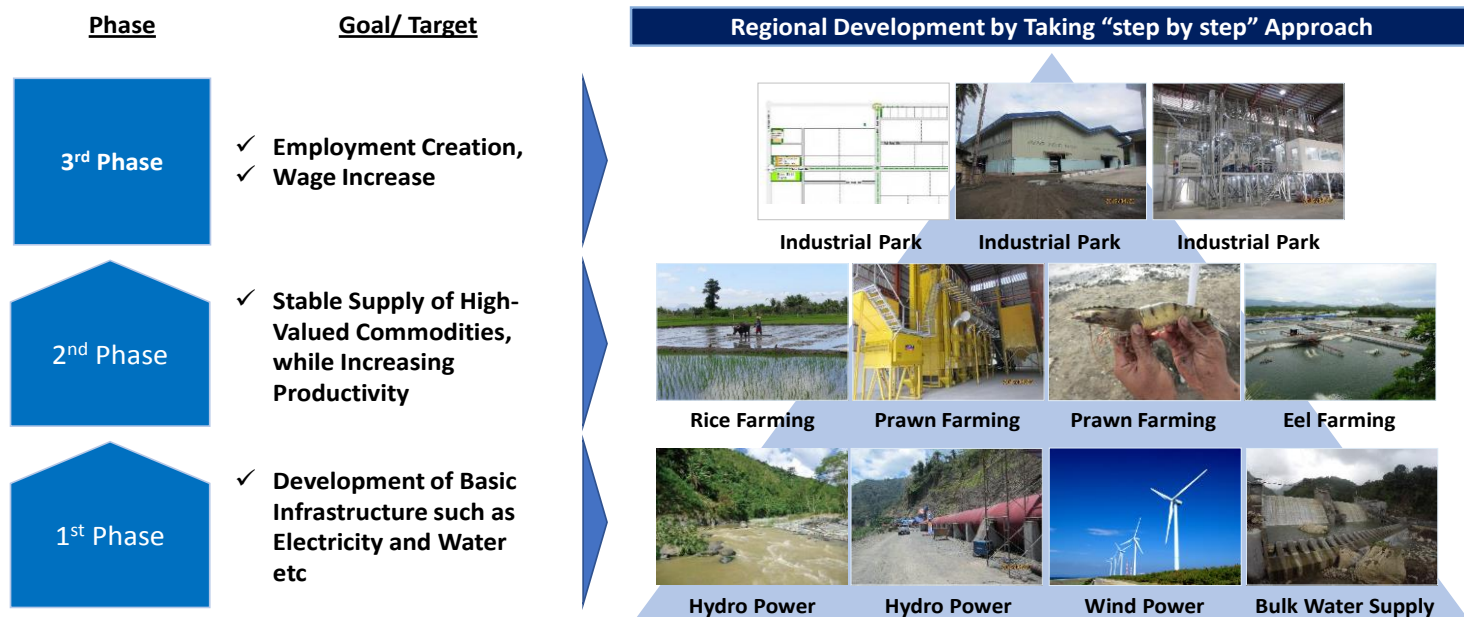 Phase
Goal/ Target
Regional Development by Taking “step by step” Approach
3rd Phase
✓ Employment Creation,
✓ Wage Increase
Industrial Park
Industrial Park
Industrial Park
2nd Phase
✓ Stable Supply of High-
Valued Commodities,
while Increasing
Productivity
Rice Farming
Prawn Farming
Prawn Farming
Eel Farming
1st Phase
✓ Development of Basic
Infrastructure such as
Electricity and Water
etc
Hydro Power
Hydro Power
Wind Power
Bulk Water Supply